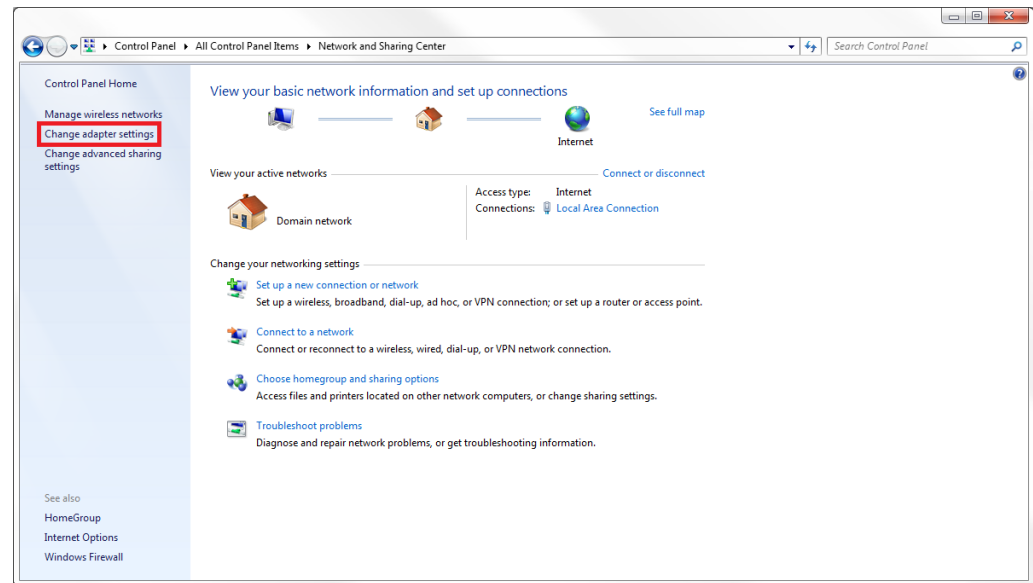 Control Panel ▸ All Control Panel Items ▸ Network and Sharing Center
Search Control Panel
Control Panel Home
Manage wireless networks
Change adapter settings
Change advanced sharing
settings
View your basic network information and set up connections
See full map
Internet
View your active networks
Connect or disconnect
Domain network
Access type: Internet
Connections: Local Area Connection
Change your networking settings
Set up a new connection or network
Set up a wireless, broadband, dial-up, ad hoc, or VPN connection; or set up a router or access point.
Connect to a network
Connect or reconnect to a wireless, wired, dial-up, or VPN network connection.
Choose homegroup and sharing options
Access files and printers located on other network computers, or change sharing settings.
Troubleshoot problems
Diagnose and repair network problems, or get troubleshooting information.
See also
HomeGroup
Internet Options
Windows Firewall